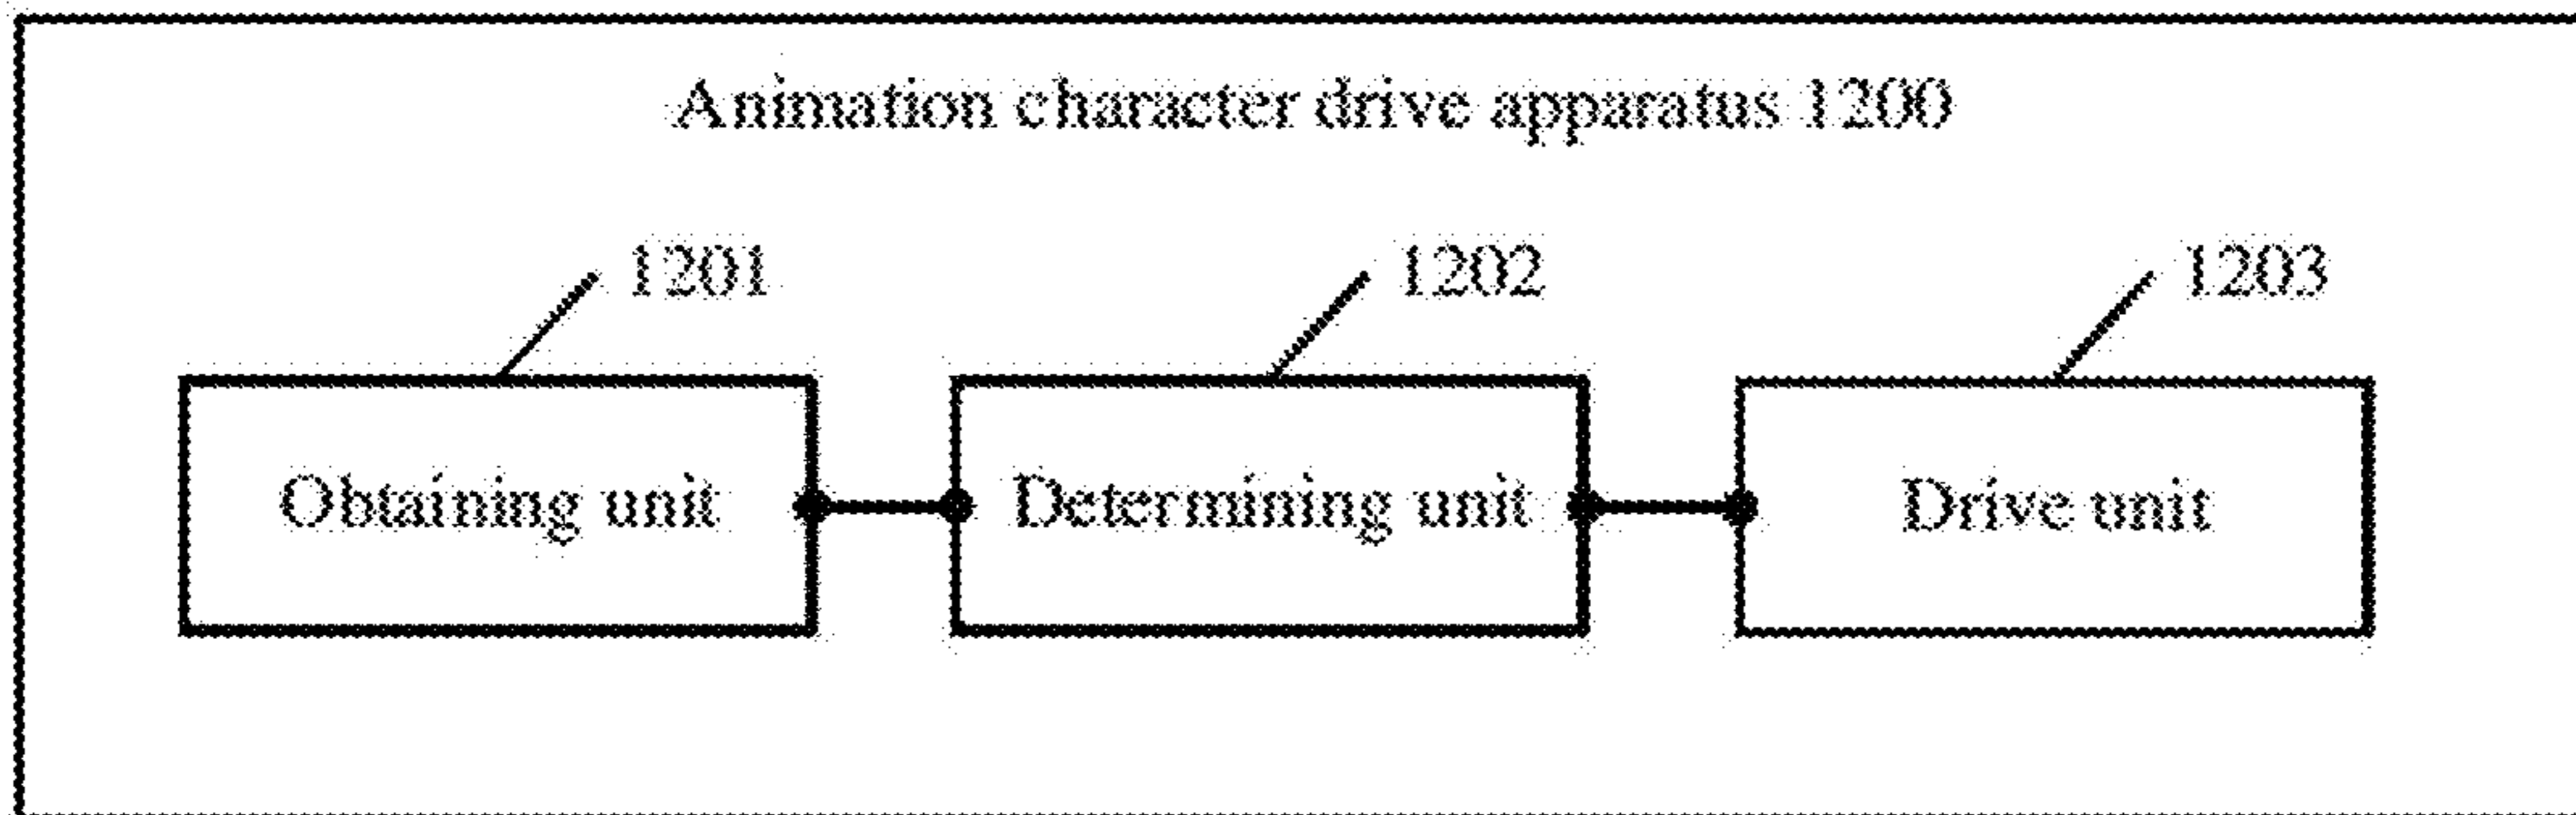 Animation character drive apparatus 1200
1201
1202
1203
Obtaining unit
Determining unit
Drive unit